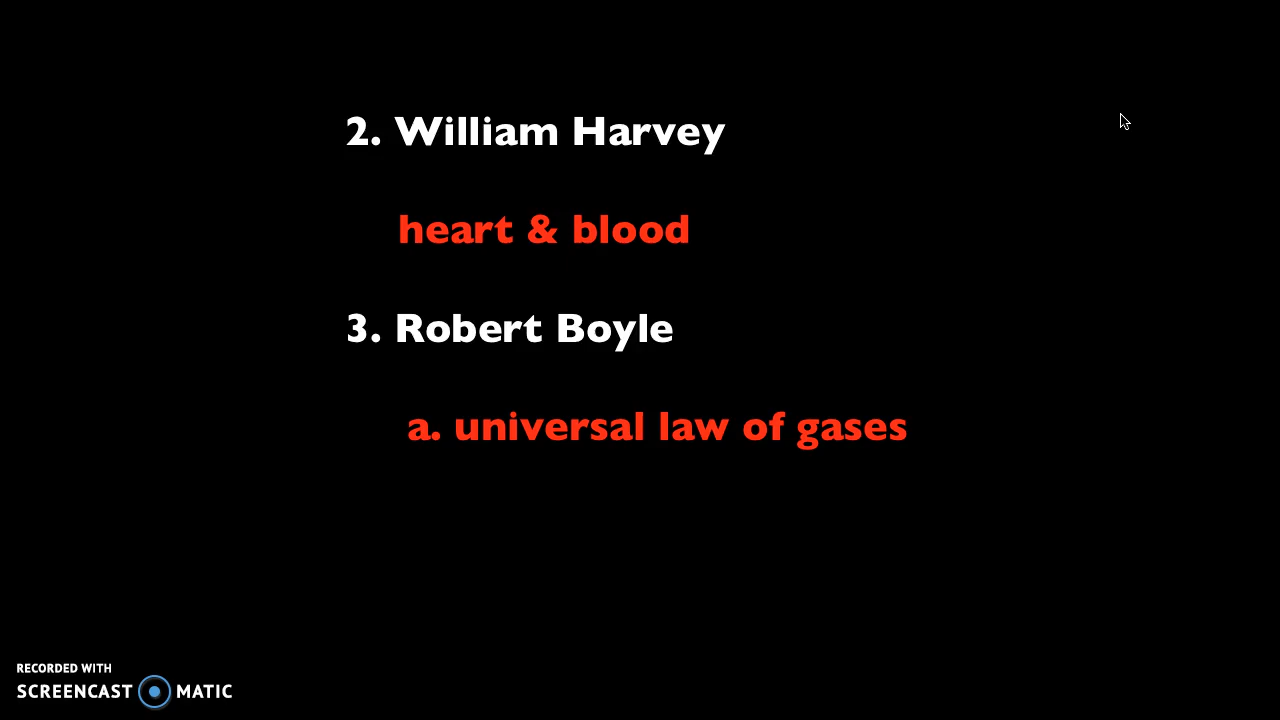 2. William Harvey
heart & blood
3. Robert Boyle
a. universal law of gases
RECORDED WITH
SCREENCAST MATIC